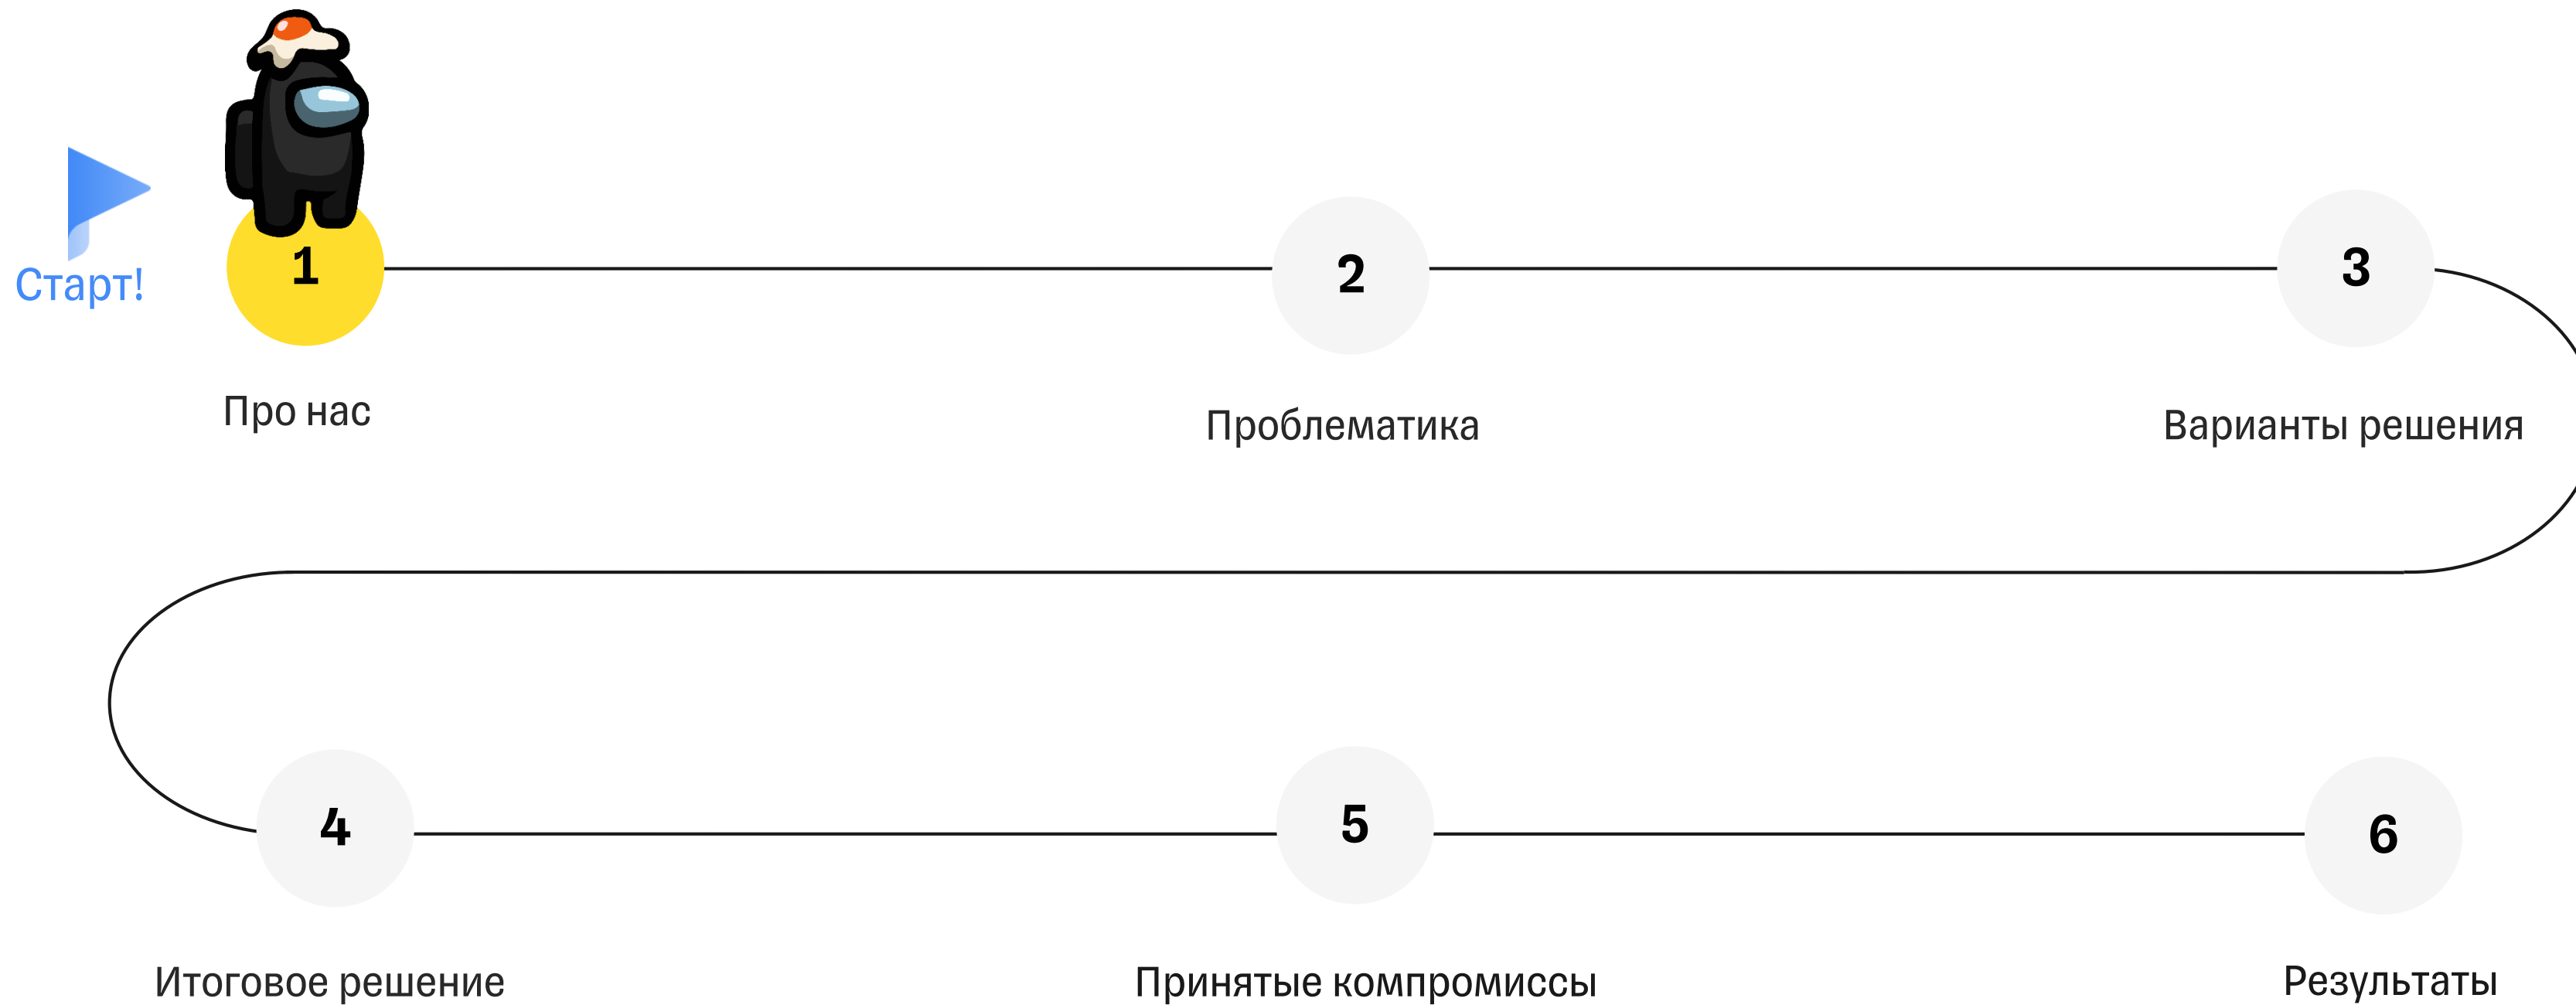 Старт!
1
2
3
Про нас
Проблематика
Варианты решения
4
5
6
Итоговое решение
Принятые компромиссы
Результаты